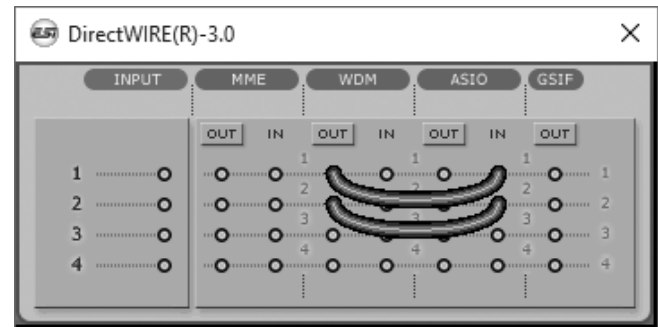 ESI DirectWIRE(R)-3.0
INPUT MME WDM ASIO GSIF
OUT IN OUT IN OUT IN OUT
1 1 1 1 1
2 2 2 2 2
3 3 3 3 3
4 4 4 4 4